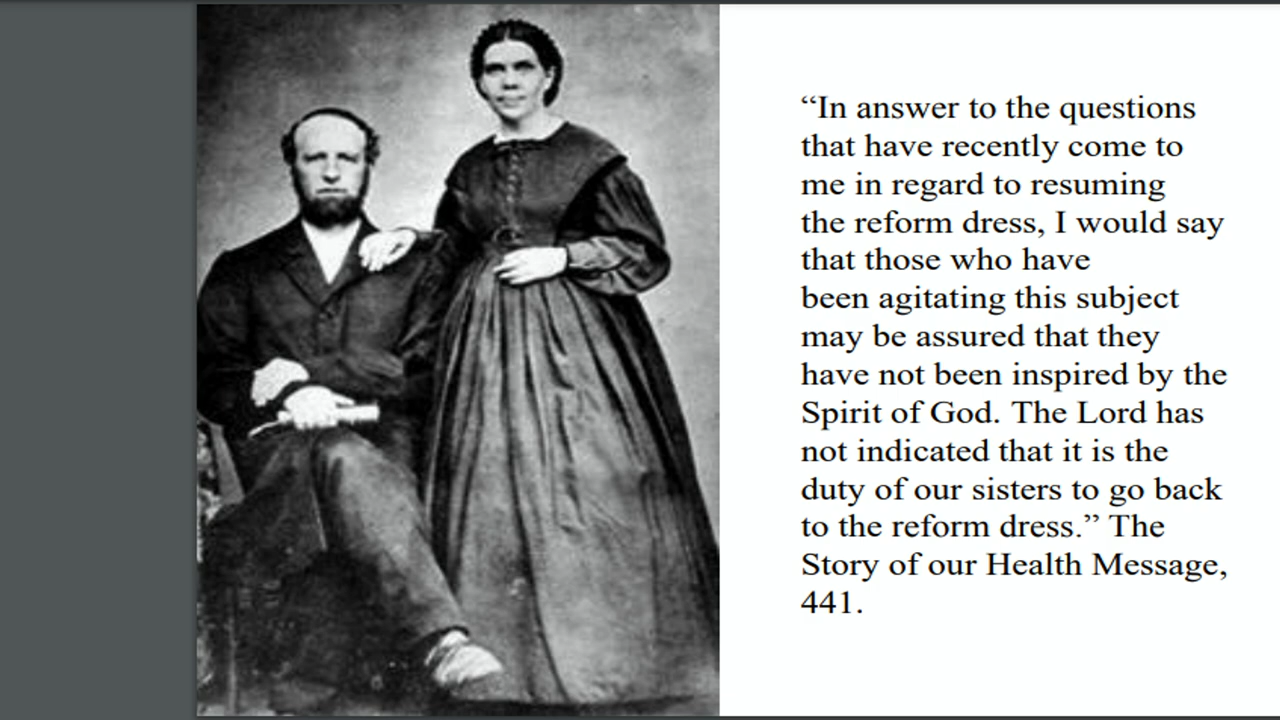 “In answer to the questions
that have recently come to
me in regard to resuming
the reform dress, I would say
that those who have
been agitating this subject
may be assured that they
have not been inspired by the
Spirit of God. The Lord has
not indicated that it is the
duty of our sisters to go back
to the reform dress.” The
Story of our Health Message,
441.